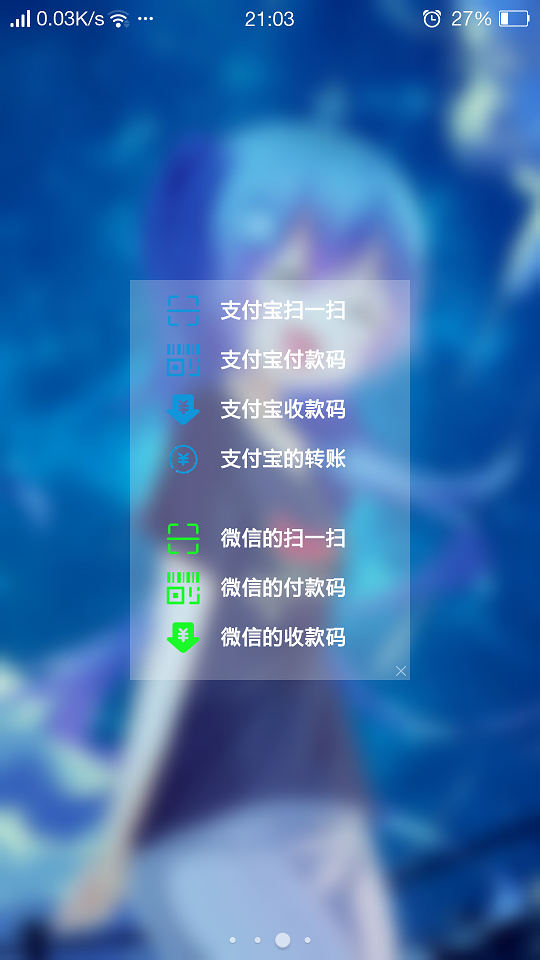 0.03K/s
21:03
27%
支付宝扫一扫
支付宝付款码
支付宝收款码
支付宝的转账
微信的扫一扫
微信的付款码
微信的收款码